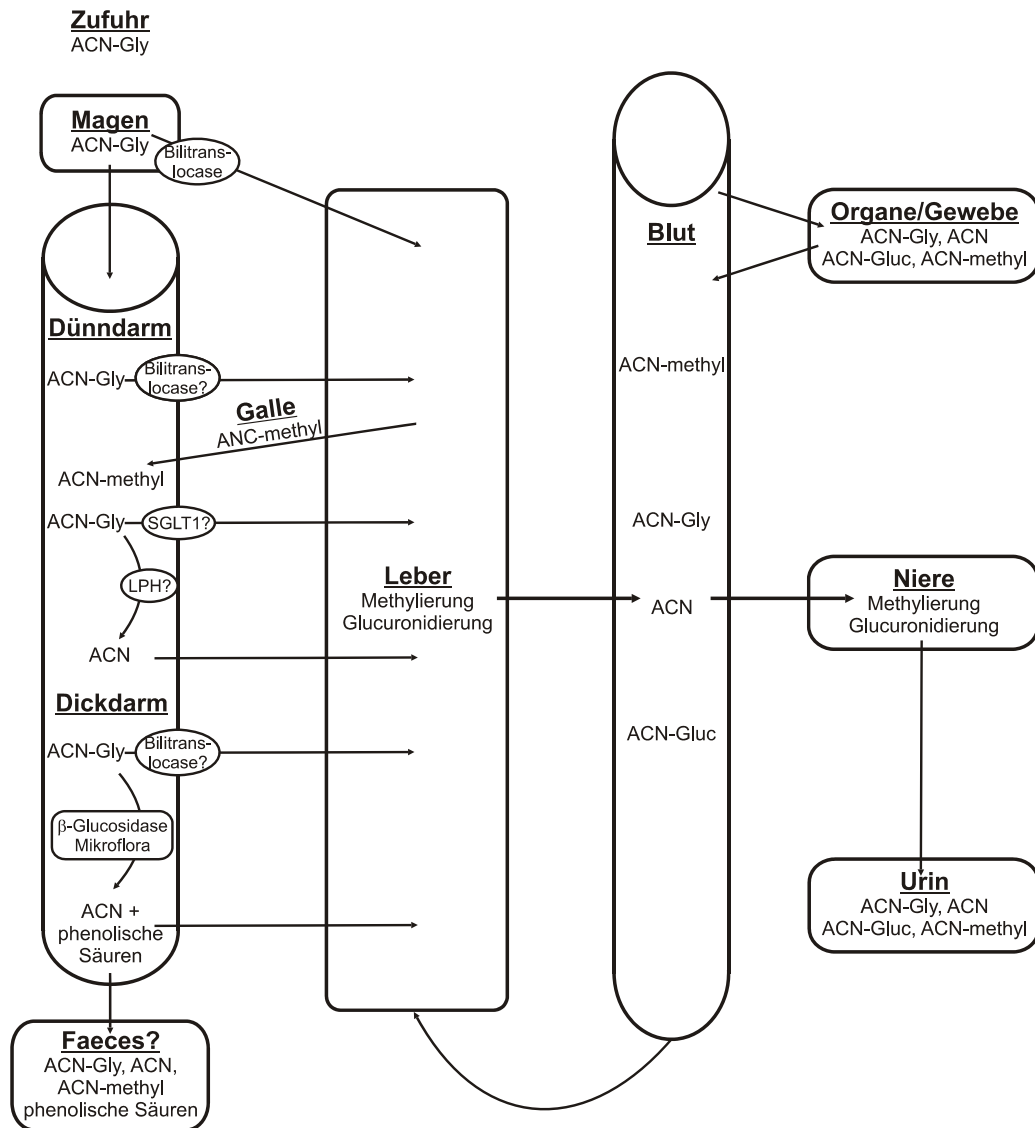 Zufuhr
ACN-Gly
Magen
ACN-Gly
Bilitrans-
locase
Dünndarm
ACN-Gly
Bilitrans-
locase?
Galle
ANC-methyl
ACN-methyl
ACN-Gly
SGLT1?
LPH?
ACN
Dickdarm
ACN-Gly
Bilitrans-
locase?
β-Glucosidase
Mikroflora
ACN +
phenolische
Säuren
Faeces?
ACN-Gly, ACN,
ACN-methyl
phenolische Säuren
Leber
Methylierung
Glucuronidierung
Blut
ACN-methyl
ACN-Gly
ACN
ACN-Gluc
Organe/Gewebe
ACN-Gly, ACN
ACN-Gluc, ACN-methyl
Niere
Methylierung
Glucuronidierung
Urin
ACN-Gly, ACN
ACN-Gluc, ACN-methyl